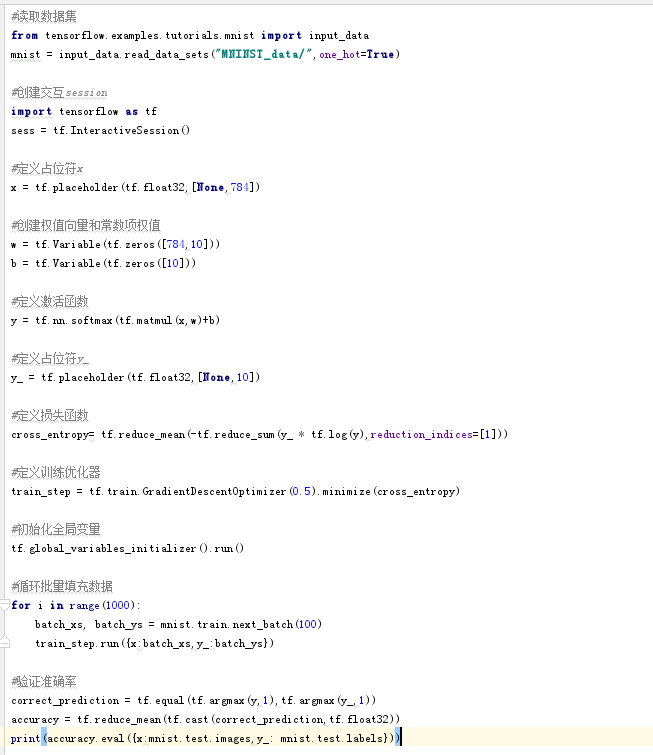 #读取数据集
from tensorflow.examples.tutorials.mnist import input_data
mnist = input_data.read_data_sets("MNINST_data/",one_hot=True)
#创建交互session
import tensorflow as tf
sess = tf.InteractiveSession()
#定义占位符x
x = tf.placeholder(tf.float32,[None,784])
#创建权值向量和常数项权值
w = tf.Variable(tf.zeros([784,10]))
b = tf.Variable(tf.zeros([10]))
#定义激活函数
y = tf.nn.softmax(tf.matmul(x,w)+b)
#定义占位符y_
y_ = tf.placeholder(tf.float32,[None,10])
#定义损失函数
cross_entropy= tf.reduce_mean(-tf.reduce_sum(y_ * tf.log(y),reduction_indices=[1]))
#定义训练优化器
train_step = tf.train.GradientDescentOptimizer(0.5).minimize(cross_entropy)
#初始化全局变量
tf.global_variables_initializer().run()
#循环批量填充数据
for i in range(1000):
    batch_xs, batch_ys = mnist.train.next_batch(100)
    train_step.run({x:batch_xs,y_:batch_ys})
#验证准确率
correct_prediction = tf.equal(tf.argmax(y,1),tf.argmax(y_,1))
accuracy = tf.reduce_mean(tf.cast(correct_prediction,tf.float32))
print(accuracy.eval({x:mnist.test.images,y_: mnist.test.labels}))